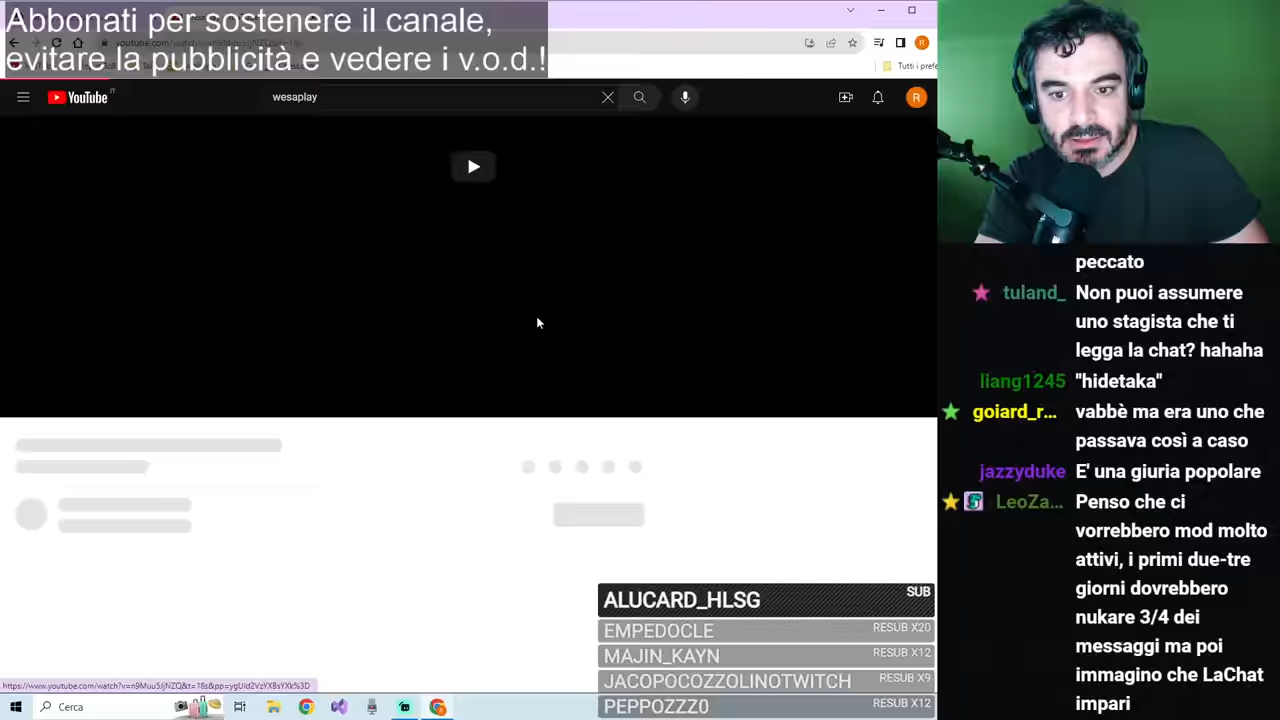 Abbonati per sostenere il canale,
evitare la pubblicità e vedere i v.o.d.!
Tutti i prefe
YouTube IT
wesaplay
R
peccato
tuland_ Non puoi assumere
uno stagista che ti
legga la chat? hahaha
liang1245 "hidetaka"
goiard_r... vabbè ma era uno che
passava così a caso
jazzyduke E' una giuria popolare
LeoZa... Penso che ci
vorrebbero mod molto
attivi, i primi due-tre
giorni dovrebbero
nukare 3/4 dei
messaggi ma poi
immagino che LaChat
impari
ALUCARD_HLSG SUB
EMPEDOCLE RESUB X20
MAJIN_KAYN RESUB X12
JACOPOCOZZOLINOTWITCH RESUB X9
PEPPOZZZ0 RESUB X12
Cerca